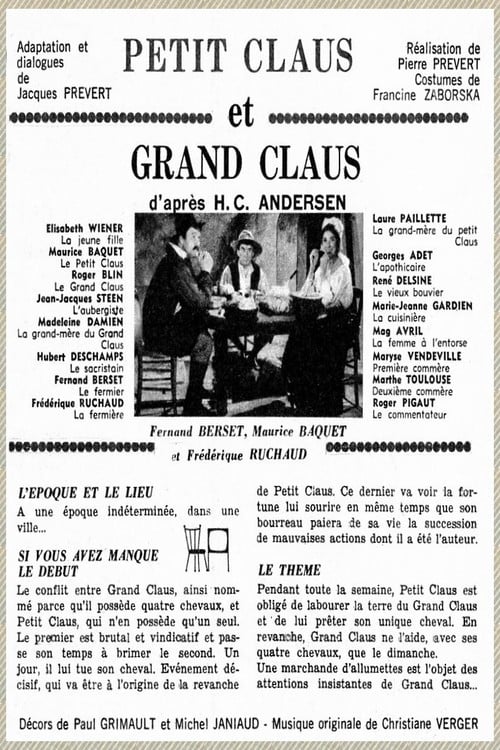 Adaptation et
dialogues
de
Jacques PREVERT
PETIT CLAUS
et
GRAND CLAUS
d'après H. C. ANDERSEN
Réalisation de
Pierre PREVERT
Costumes de
Francine ZABORSKA
Elisabeth WIENER
La jeune fille
Maurice BAQUET
Le Petit Claus
Roger BLIN
Le Grand Claus
Jean-Jacques STEEN
L'aubergiste
Madeleine DAMIEN
La grand-mère du Grand
Claus
Hubert DESCHAMPS
Le sacristain
Fernand BERSET
Le fermier
Frédérique RUCHAUD
La fermière
Laure PAILLETTE
La grand-mère du petit
Claus
Georges ADET
L'apothicaire
René DELSINE
Le vieux bouvier
Marie-Jeanne GARDIEN
La cuisinière
Mag AVRIL
La femme à l'entorse
Maryse VENDEVILLE
Première commère
Marthe TOULOUSE
Deuxième commère
Roger PIGAUT
Le commentateur
Fernand BERSET, Maurice BAQUET
et Frédérique RUCHAUD
L'EPOQUE ET LE LIEU
A une époque indéterminée, dans une
ville...
SI VOUS AVEZ MANQUE
LE DEBUT
Le conflit entre Grand Claus, ainsi nom-
mé parce qu'il possède quatre chevaux, et
Petit Claus, qui n'en possède qu'un seul.
Le premier est brutal et vindicatif et pas-
se son temps à brimer le second. Un
jour, il lui tue son cheval. Evénement dé-
cisif, qui va être à l'origine de la revanche
de Petit Claus. Ce dernier va voir la for-
tune lui sourire en même temps que son
bourreau paiera de sa vie la succession
de mauvaises actions dont il a été l'auteur.
LE THEME
Pendant toute la semaine, Petit Claus est
obligé de labourer la terre du Grand Claus
et de lui prêter son unique cheval. En
revanche, Grand Claus ne l'aide, avec ses
quatre chevaux, que le dimanche.
Une marchande d'allumettes est l'objet des
attentions insistantes de Grand Claus...
Décors de Paul GRIMAULT et Michel JANIAUD - Musique originale de Christiane VERGER